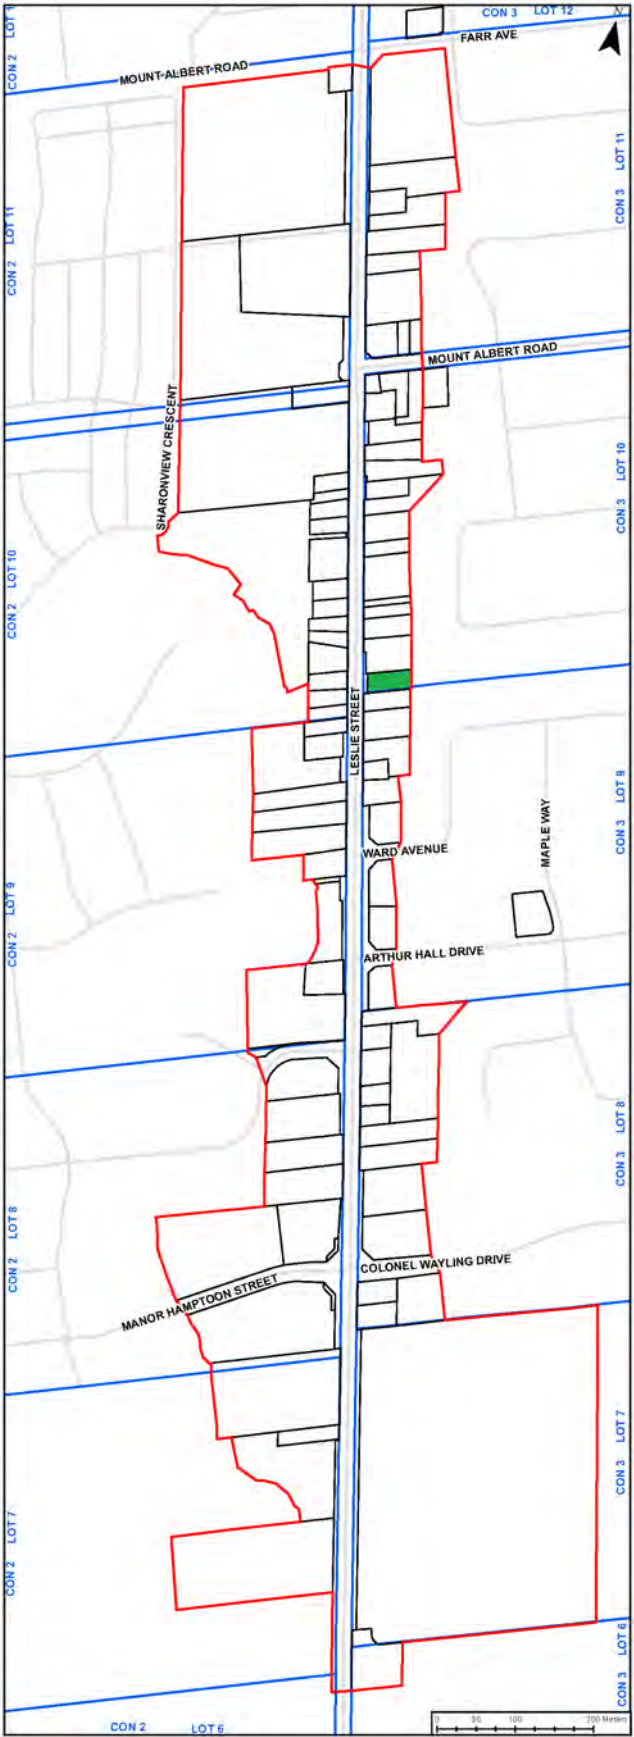 CON 3 LOT 12
N
FARR AVE
MOUNT ALBERT ROAD
CON 2 LOT 1
CON 3 LOT 11
CON 2 LOT 11
MOUNT ALBERT ROAD
SHARONVIEW CRESCENT
CON 3 LOT 10
CON 2 LOT 10
LESLIE STREET
CON 3 LOT 9
MAPLE WAY
WARD AVENUE
CON 2 LOT 9
ARTHUR HALL DRIVE
CON 3 LOT 8
CON 2 LOT 8
COLONEL WAYLING DRIVE
MANOR HAMPTOON STREET
CON 3 LOT 7
CON 2 LOT 7
CON 3 LOT 6
CON 2 LOT 6
0 50 100 200 Meters